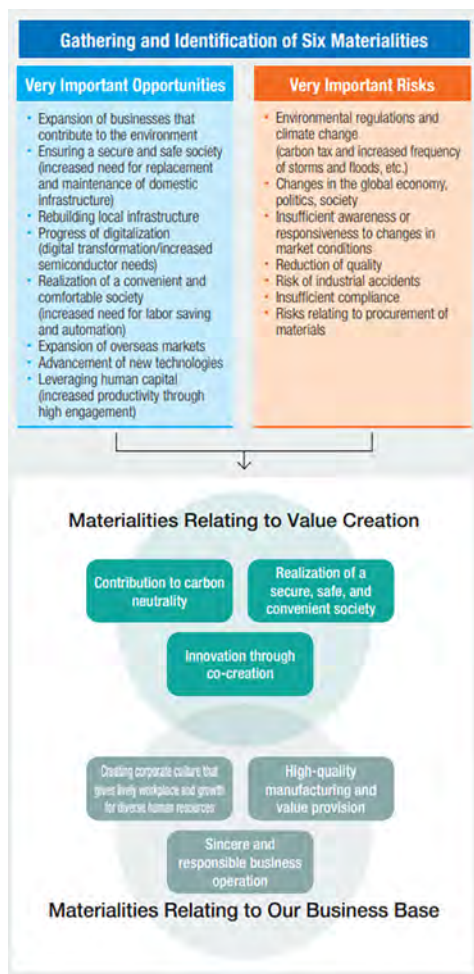 Gathering and Identification of Six Materialities
Very Important Opportunities
• Expansion of businesses that
contribute to the environment
• Ensuring a secure and safe society
(increased need for replacement
and maintenance of domestic
infrastructure)
• Rebuilding local infrastructure
• Progress of digitalization
(digital transformation/increased
semiconductor needs)
• Realization of a convenient and
comfortable society
(increased need for labor saving
and automation)
• Expansion of overseas markets
• Advancement of new technologies
• Leveraging human capital
(increased productivity through
high engagement)
Very Important Risks
• Environmental regulations and
climate change
(carbon tax and increased frequency
of storms and floods, etc.)
• Changes in the global economy,
politics, society
• Insufficient awareness or
responsiveness to changes in
market conditions
• Reduction of quality
• Risk of industrial accidents
• Insufficient compliance
• Risks relating to procurement of
materials
Materialities Relating to Value Creation
Contribution to carbon
neutrality
Realization of a
secure, safe, and
convenient society
Innovation through
co-creation
Creating corporate culture that
gives lively workplace and growth
for diverse human resources
High-quality
manufacturing and
value provision
Sincere and
responsible business
operation
Materialities Relating to Our Business Base